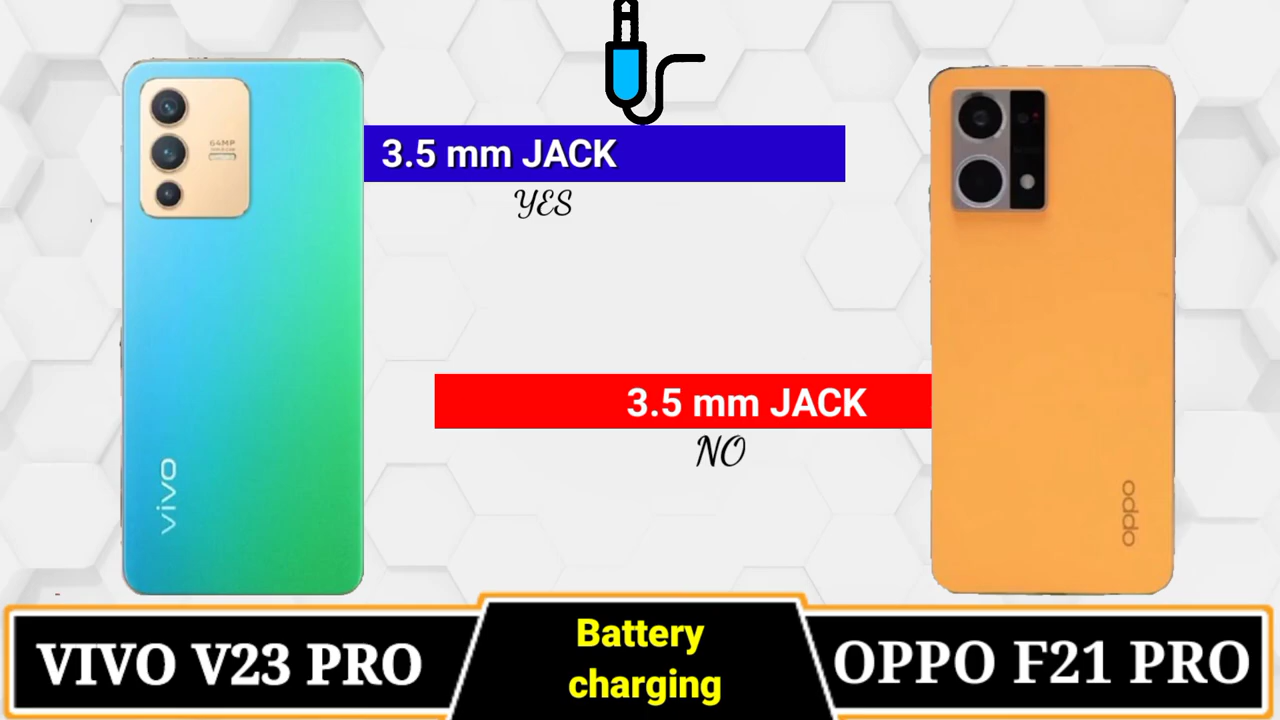 64MP
3.5 mm JACK
YES
3.5 mm JACK
NO
vivo
oppo
VIVO V23 PRO
Battery
charging
OPPO F21 PRO